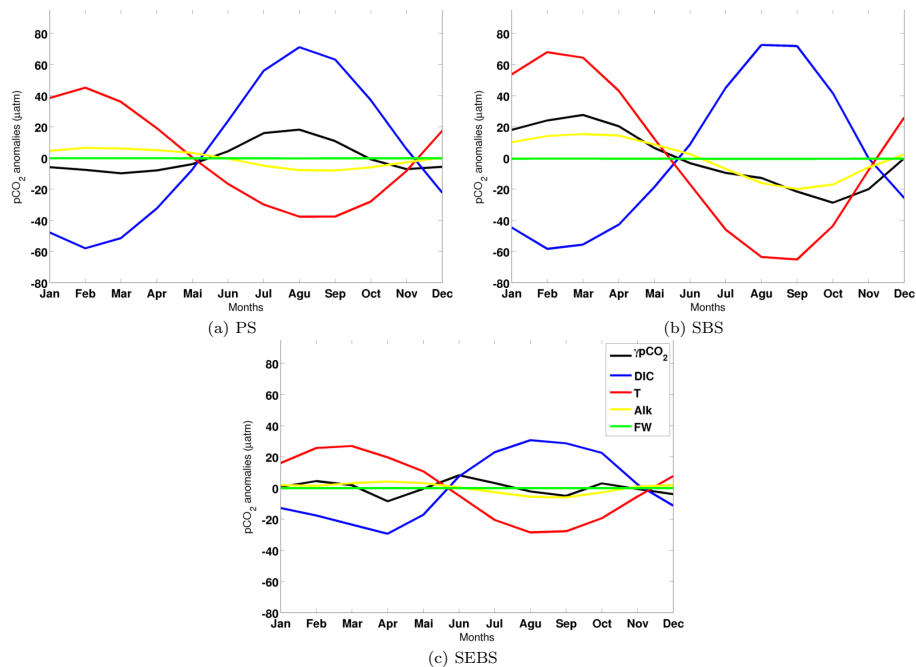 80
60
40
20
0
-20
-40
-60
-80
pCO2 anomalies (µatm)
Jan Feb Mar Apr Mai Jun Jul Agu Sep Oct Nov Dec
Months
(a) PS
80
60
40
20
0
-20
-40
-60
-80
pCO2 anomalies (µatm)
Jan Feb Mar Apr Mai Jun Jul Agu Sep Oct Nov Dec
Months
(b) SBS
80
60
40
20
0
-20
-40
-60
-80
pCO2 anomalies (µatm)
γpCO2
DIC
T
Alk
FW
Jan Feb Mar Apr Mai Jun Jul Agu Sep Oct Nov Dec
Months
(c) SEBS